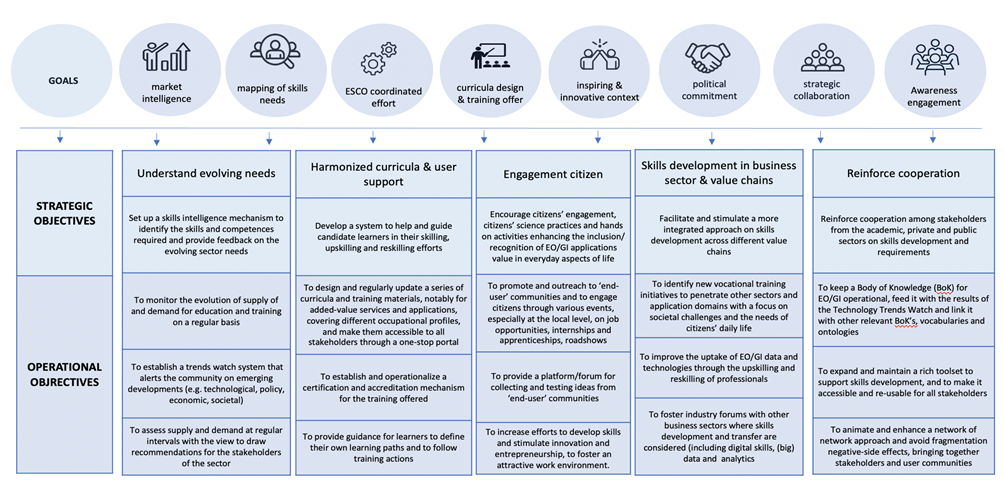 GOALS
market
intelligence
mapping of skills
needs
ESCO coordinated
effort
curricula design
& training offer
inspiring &
innovative context
political
commitment
strategic
collaboration
Awareness
engagement
STRATEGIC
OBJECTIVES
Understand evolving needs
Harmonized curricula & user
support
Engagement citizen
Skills development in business
sector & value chains
Reinforce cooperation
Set up a skills intelligence mechanism to
identify the skills and competences
required and provide feedback on the
evolving sector needs
Develop a system to help and guide
candidate learners in their skilling,
upskilling and reskilling efforts
Encourage citizens' engagement,
citizens' science practices and hand
on activities enhancing the inclusion/
recognition of EO/GI applications
value in everyday aspects of life
Facilitate and stimulate a more
integrated approach on skills
development across different value
chains
Reinforce cooperation among stakeholders
from the academic, private and public
sectors on skills development and
requirements
OPERATIONAL
OBJRECTIVES
To monitor the evolution of supply of
and demand for education and training
on a regular basis
To design and regularly update a series of
curricula and training materials, notably for
added-value services and applications,
covering different occupational profiles,
and make them accessible to all
stakeholders through a one-stop portal
To promote and outreach to 'end-
user' communities and to engage
citizens through various events,
especially at the local level, on job
opportunities, internships and
apprenticeships, roadshows
To identify new vocational training
initiatives to penetrate other sectors and
application domains with a focus on
societal challenges and the needs of
citizens' daily life
To keep a Body of Knowledge (BoK) for
EO/GI operational, feed it with the results of
the Technology Trends Watch and link it
with other relevant BoK's, vocabularies and
ontologies
To establish a trends watch system that
alerts the community on emerging
developments (e.g. technological, policy,
economic, societal)
To establish and operationalize a
certification and accreditation mechanism
for the training offered
To provide a platform/forum for
collecting and testing ideas from
'end-user' communities
To improve the uptake of EO/GI data and
technologies through the upskilling and
reskilling of professionals
To expand and maintain a rich toolset to
support skills development, and to make it
accessible and re-usable for all stakeholders
To assess supply and demand at regular
intervals with the view to draw
recommendations for the stakeholders
of the sector
To provide guidance for learners to define
their own learning paths and to follow
training actions
To increase efforts to develop skills
and stimulate innovation and
entrepreneurship, to foster an
attractive work environment.
To foster industry forums with other
business sectors where skills
development and transfer are
considered (including digital skills, (big)
data and analytics
To animate and enhance a network of
network approach and avoid fragmentation
negative-side effects, bringing together
stakeholders and user communities